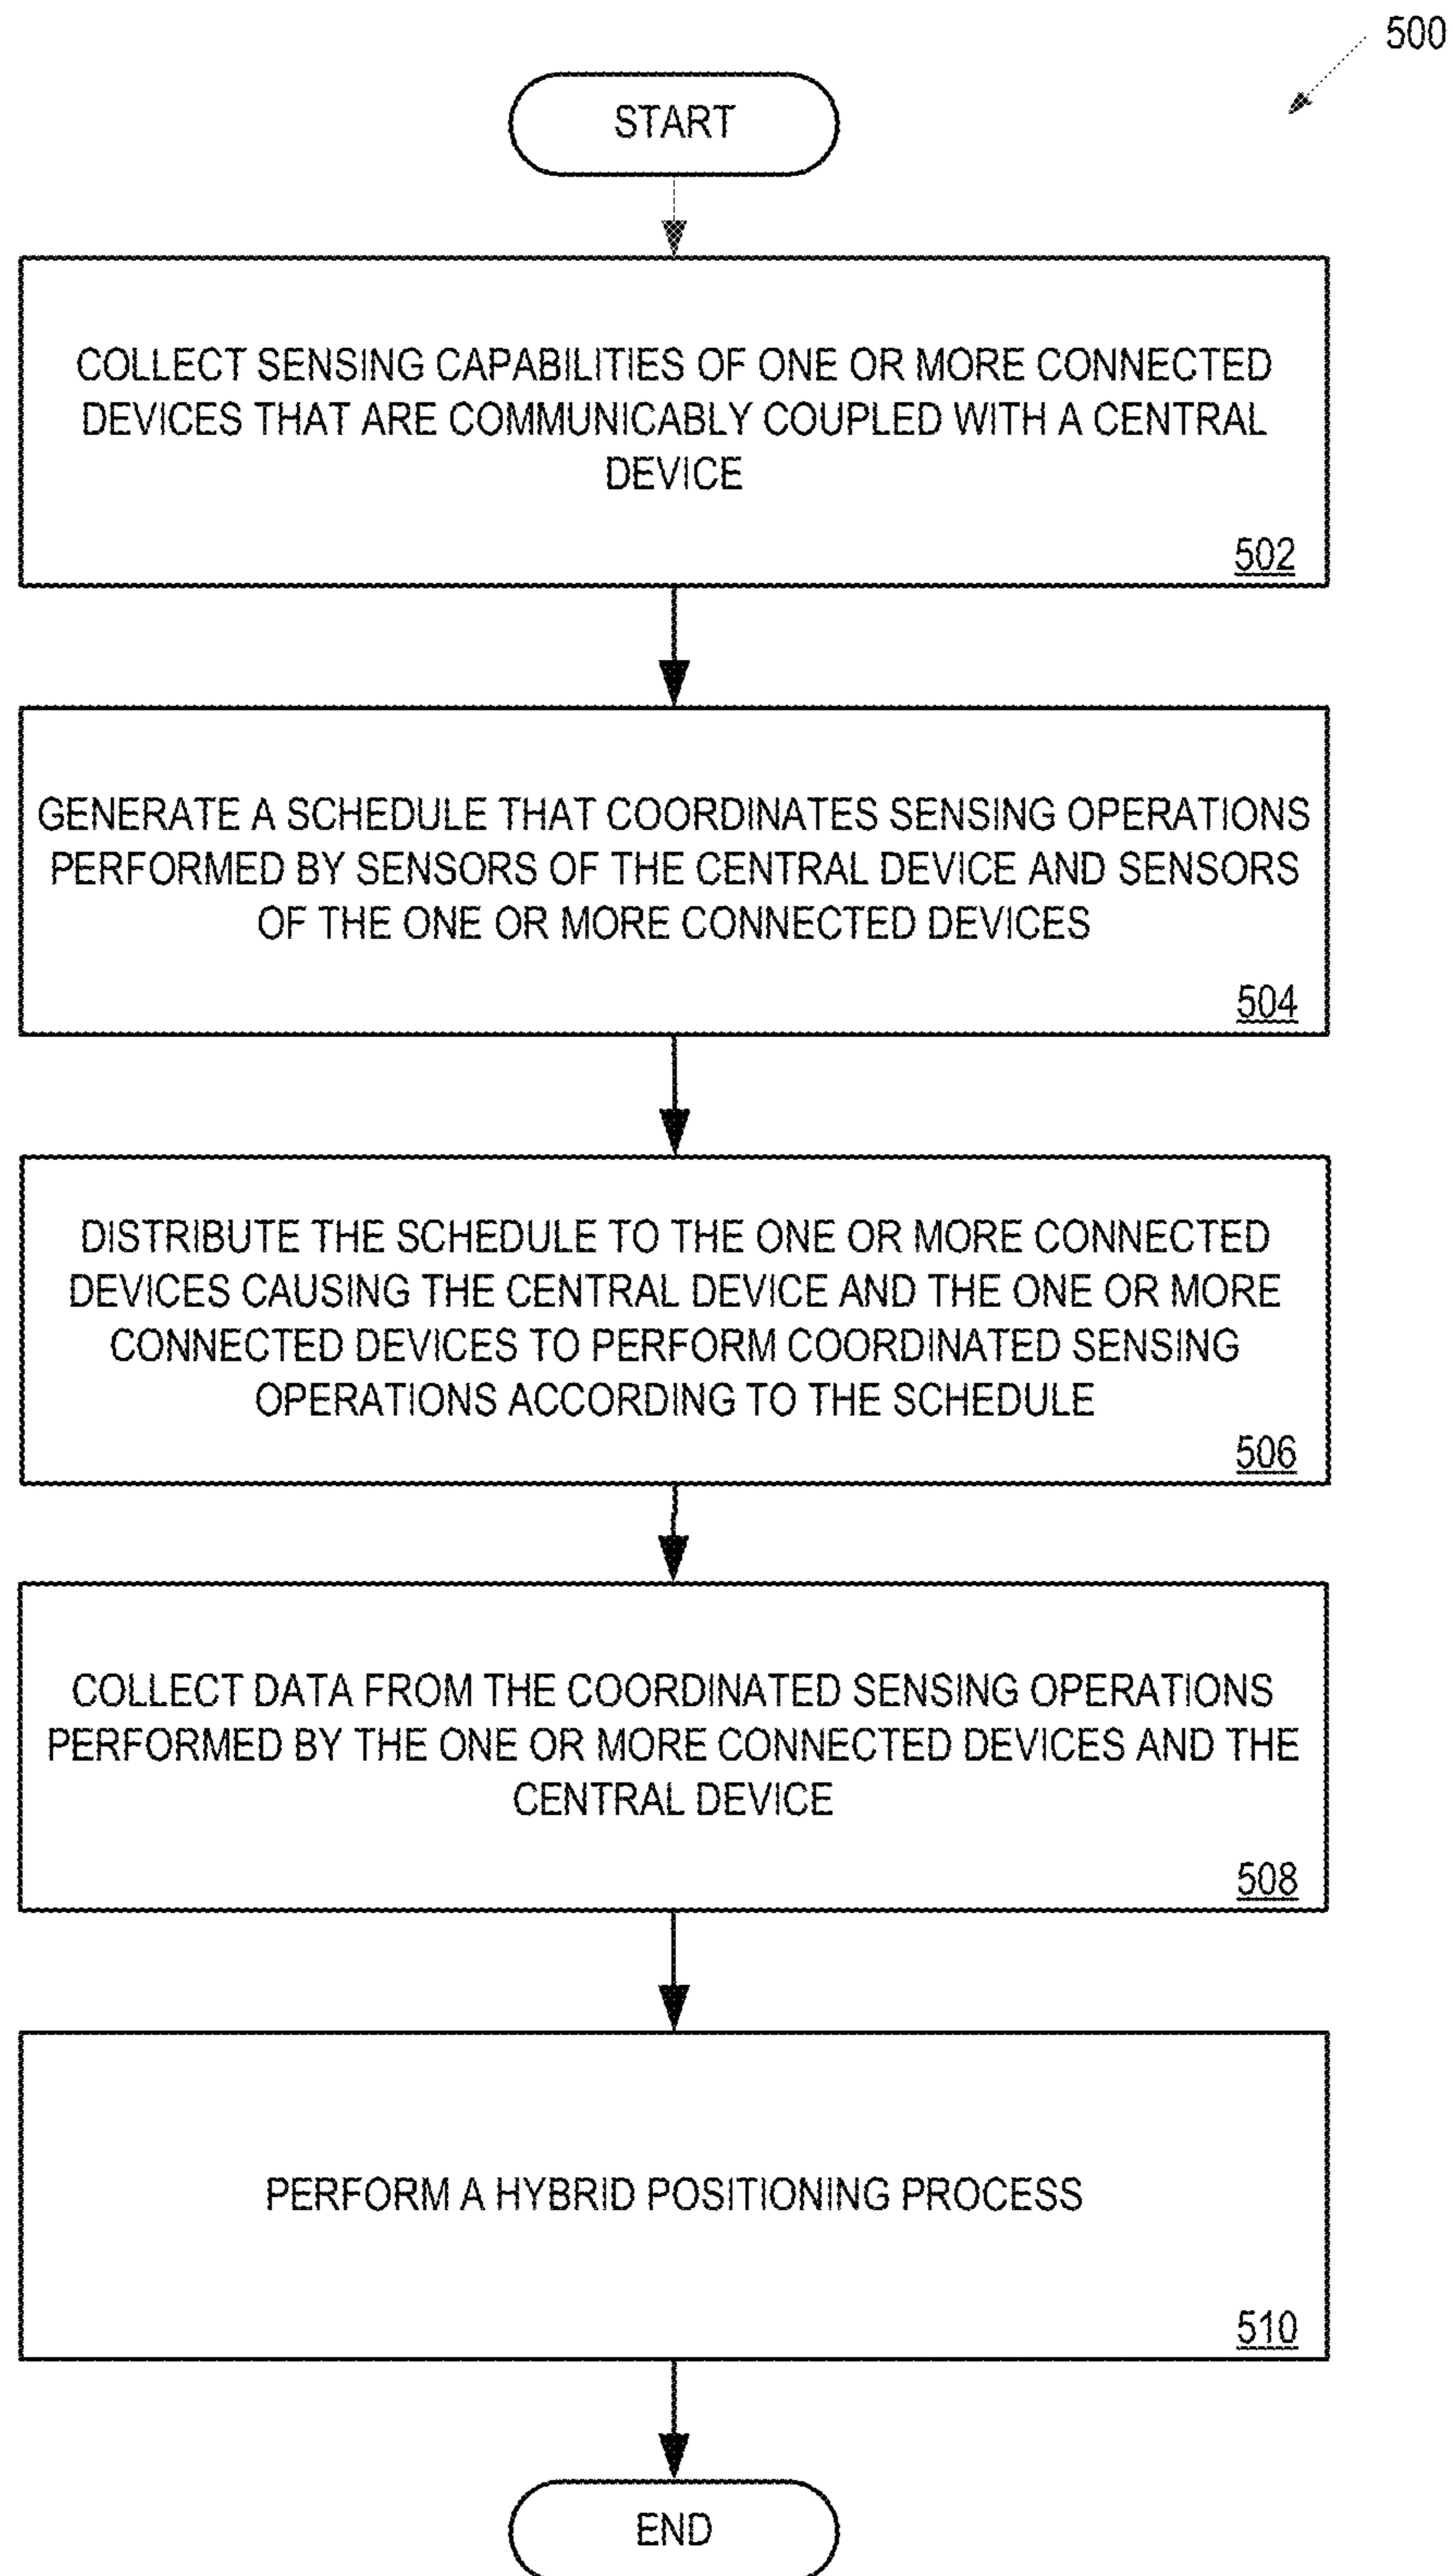 500
START
COLLECT SENSING CAPABILITIES OF ONE OR MORE CONNECTED
DEVICES THAT ARE COMMUNICABLY COUPLED WITH A CENTRAL
DEVICE
502
GENERATE A SCHEDULE THAT COORDINATES SENSING OPERATIONS
PERFORMED BY SENSORS OF THE CENTRAL DEVICE AND SENSORS
OF THE ONE OR MORE CONNECTED DEVICES
504
DISTRIBUTE THE SCHEDULE TO THE ONE OR MORE CONNECTED
DEVICES CAUSING THE CENTRAL DEVICE AND THE ONE OR MORE
CONNECTED DEVICES TO PERFORM COORDINATED SENSING
OPERATIONS ACCORDING TO THE SCHEDULE
506
COLLECT DATA FROM THE COORDINATED SENSING OPERATIONS
PERFORMED BY THE ONE OR MORE CONNECTED DEVICES AND THE
CENTRAL DEVICE
508
PERFORM A HYBRID POSITIONING PROCESS
510
END